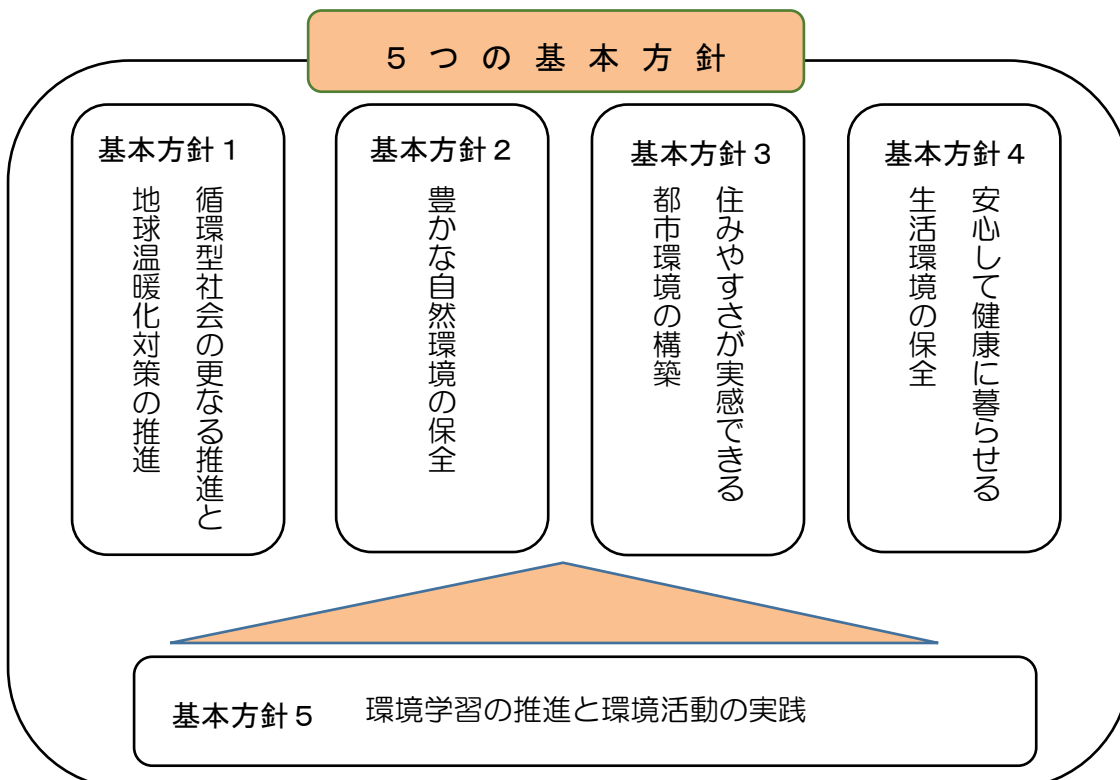 5つの基本方針
基本方針1
循環型社会の更なる推進と
地球温暖化対策の推進
基本方針2
豊かな自然環境の保全
基本方針3
住みやすさが実感できる
都市環境の構築
基本方針4
安心して健康に暮らせる
生活環境の保全
基本方針5 環境学習の推進と環境活動の実践